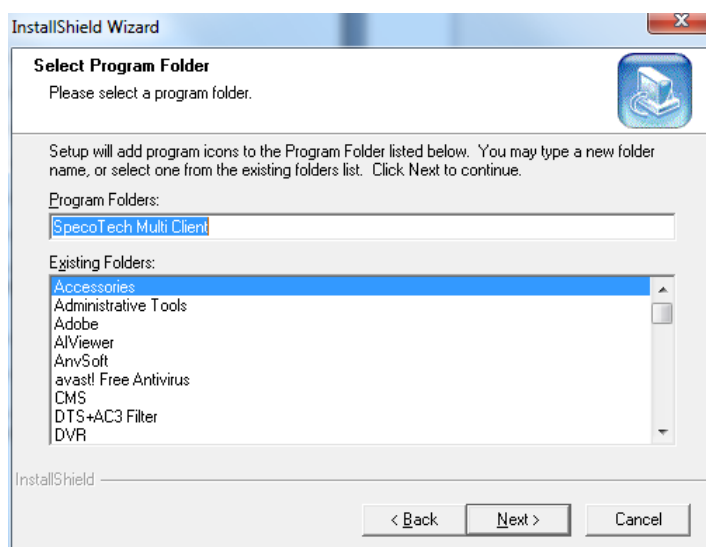 InstallShield Wizard
Select Program Folder
Please select a program folder.
Setup will add program icons to the Program Folder listed below. You may type a new folder
name, or select one from the existing folders list. Click Next to continue.
Program Folders:
SpecoTech Multi Client
Existing Folders:
Accessories
Administrative Tools
Adobe
AIViewer
AnvSoft
avast! Free Antivirus
CMS
DTS+AC3 Filter
DVR
InstallShield
< Back Next > Cancel